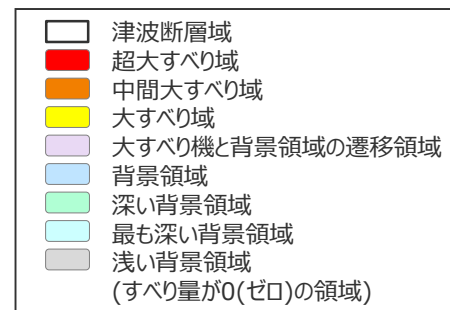 津波断層域
超大すべり域
中間大すべり域
大すべり域
大すべり機と背景領域の遷移領域
背景領域
深い背景領域
最も深い背景領域
浅い背景領域
(すべり量が0(ゼロ)の領域)